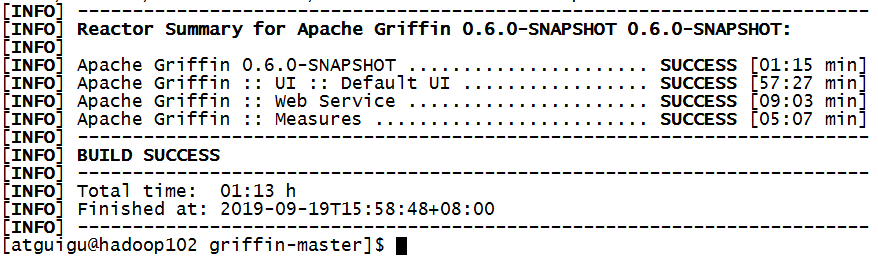 [INFO] ------------------------------------------------------------------------
[INFO] Reactor Summary for Apache Griffin 0.6.0-SNAPSHOT 0.6.0-SNAPSHOT:
[INFO]
[INFO] Apache Griffin 0.6.0-SNAPSHOT ...................... SUCCESS [01:15 min]
[INFO] Apache Griffin :: UI :: Default UI ................. SUCCESS [57:27 min]
[INFO] Apache Griffin :: Web Service ...................... SUCCESS [09:03 min]
[INFO] Apache Griffin :: Measures ......................... SUCCESS [05:07 min]
[INFO] ------------------------------------------------------------------------
[INFO] BUILD SUCCESS
[INFO] ------------------------------------------------------------------------
[INFO] Total time:  01:13 h
[INFO] Finished at: 2019-09-19T15:58:48+08:00
[INFO] ------------------------------------------------------------------------
[atguigu@hadoop102 griffin-master]$